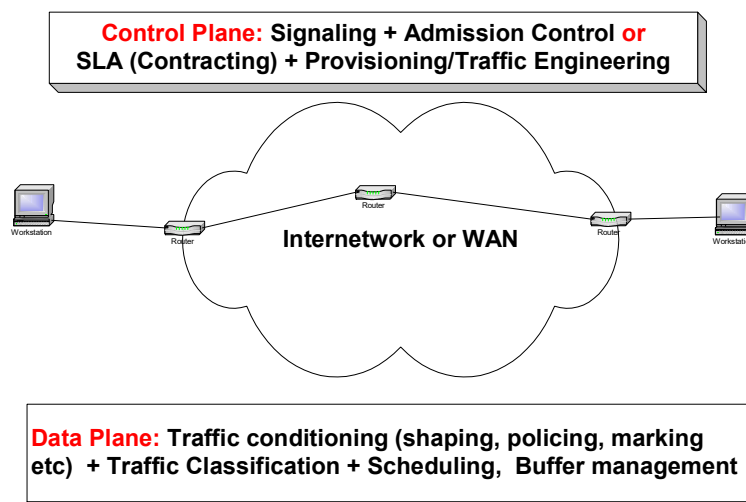 Control Plane: Signaling + Admission Control or
SLA (Contracting) + Provisioning/Traffic Engineering
Router
Workstation
Router
Internetwork or WAN
Router
Workstation
Data Plane: Traffic conditioning (shaping, policing, marking
etc) + Traffic Classification + Scheduling, Buffer management